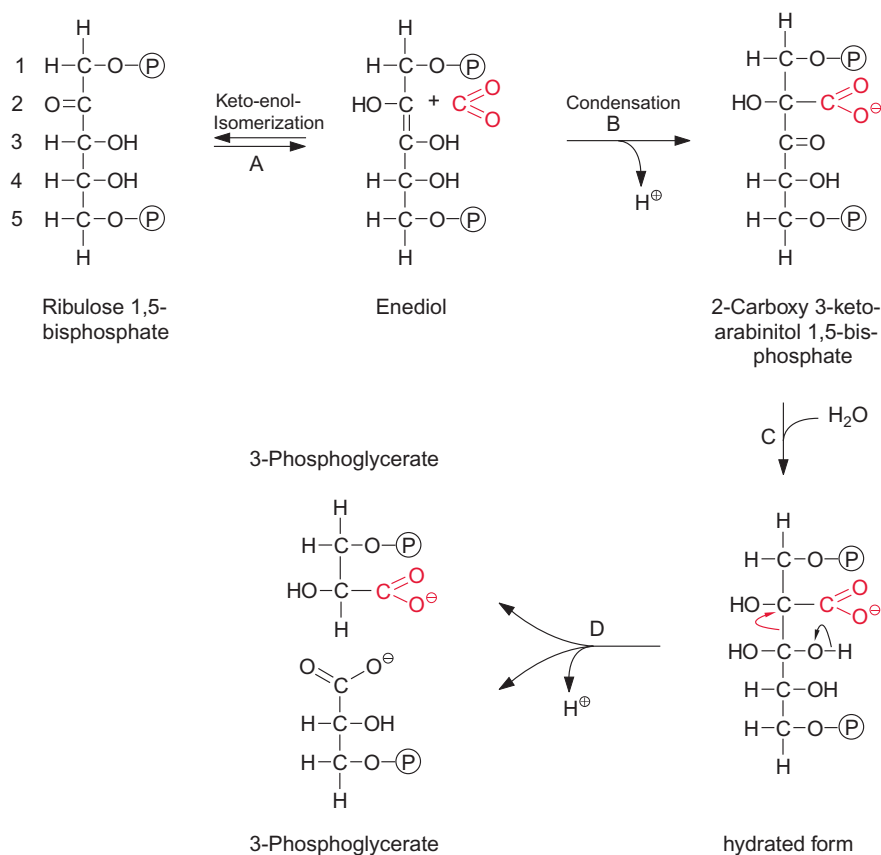 H
1 H–C–O–P
2 O=C
3 H–C–OH
4 H–C–OH
5 H–C–O–P
H
Ribulose 1,5-
bisphosphate
Keto-enol-
Isomerization
A
H
H–C–O–P
HO–C + C=O
O
C–OH
H–C–OH
H–C–O–P
H
Enediol
Condensation
B
H⊕
H
H–C–O–P
HO–C–C=O
O⊖
C=O
H–C–OH
H–C–O–P
H
2-Carboxy 3-keto-
arabinitol 1,5-bis-
phosphate
C
H₂O
H
H–C–O–P
HO–C–C=O
O⊖
HO–C–O–H
H–C–OH
H–C–O–P
H
hydrated form
D
H⊕
3-Phosphoglycerate
H
H–C–O–P
HO–C–C=O
O⊖
H
O=C–O⊖
H–C–OH
H–C–O–P
H
3-Phosphoglycerate